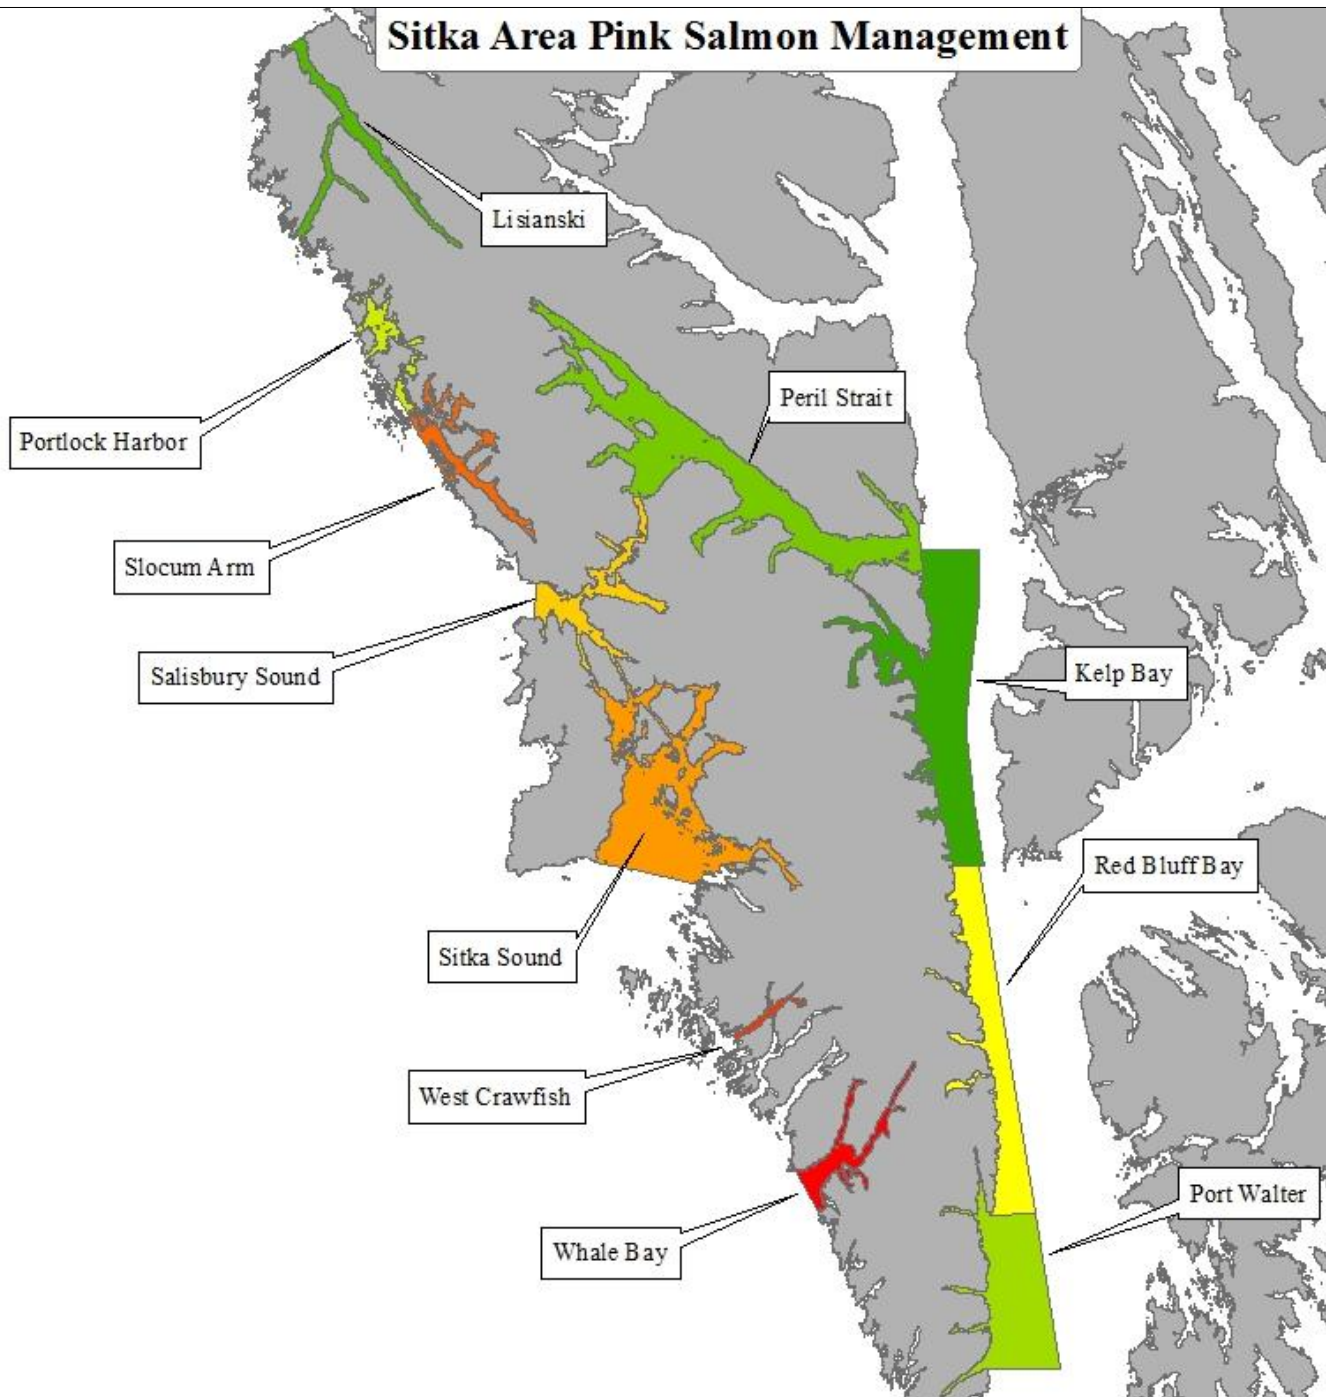 Sitka Area Pink Salmon Management
Lisianski
Peril Strait
Portlock Harbor
Slocum Arm
Salisbury Sound
Kelp Bay
Red Bluff Bay
Sitka Sound
West Crawfish
Port Walter
Whale Bay